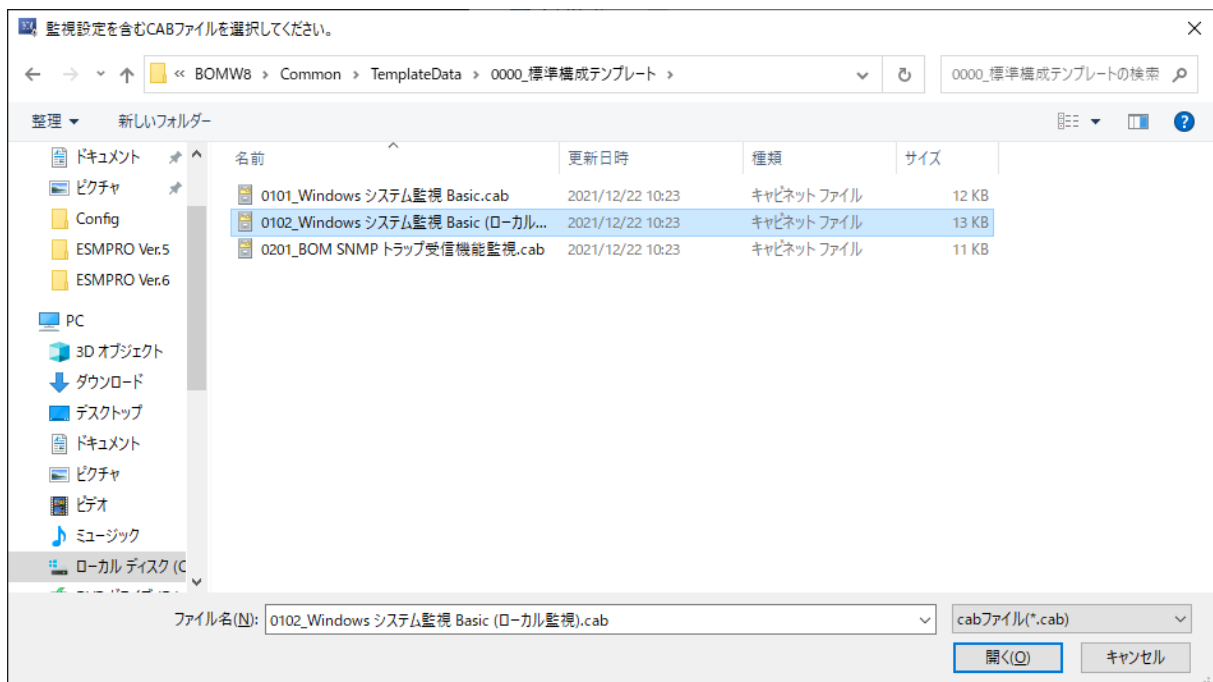 監視設定を含むCABファイルを選択してください。
« BOMW8 › Common › TemplateData › 0000_標準構成テンプレート ›
0000_標準構成テンプレートの検索
整理 新しいフォルダー
名前 更新日時 種類 サイズ
ドキュメント
ピクチャ
Config
ESMPRO Ver.5
ESMPRO Ver.6
PC
3D オブジェクト
ダウンロード
デスクトップ
ドキュメント
ピクチャ
ビデオ
ミュージック
ローカル ディスク (C
0101_Windows システム監視 Basic.cab 2021/12/22 10:23 キャビネット ファイル 12 KB
0102_Windows システム監視 Basic (ローカル... 2021/12/22 10:23 キャビネット ファイル 13 KB
0201_BOM SNMP トラップ受信機能監視.cab 2021/12/22 10:23 キャビネット ファイル 11 KB
ファイル名(N): 0102_Windows システム監視 Basic (ローカル監視).cab
cabファイル(*.cab)
開く(O) キャンセル